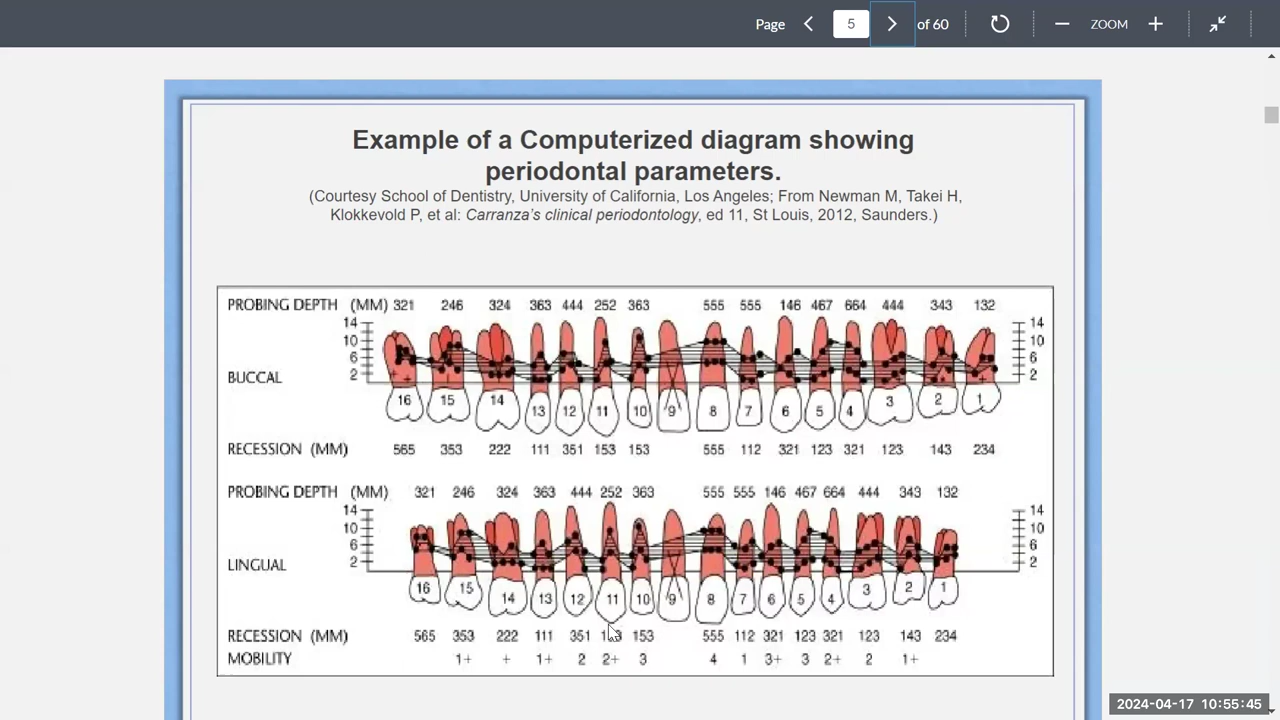 Page 5 of 60 ZOOM
Example of a Computerized diagram showing
periodontal parameters.
(Courtesy School of Dentistry, University of California, Los Angeles; From Newman M, Takei H,
Klokkevold P, et al: Carranza's clinical periodontology, ed 11, St Louis, 2012, Saunders.)
PROBING DEPTH (MM) 321 246 324 363 444 252 363 555 555 146 467 664 444 343 132
14 14
10 10
6 6
2 2
BUCCAL
16 15 14 13 12 11 10 9 8 7 6 5 4 3 2 1
RECESSION (MM) 565 353 222 111 351 153 153 555 112 321 123 321 123 143 234
PROBING DEPTH (MM) 321 246 324 363 444 252 363 555 555 146 467 664 444 343 132
14 14
10 10
6 6
2 2
LINGUAL
16 15 14 13 12 11 10 9 8 7 6 5 4 3 2 1
RECESSION (MM) 565 353 222 111 351 153 555 112 321 123 321 123 143 234
MOBILITY 1+ + 1+ 2 2+ 3 4 1 3+ 3 2+ 2 1+
2024-04-17 10:55:45